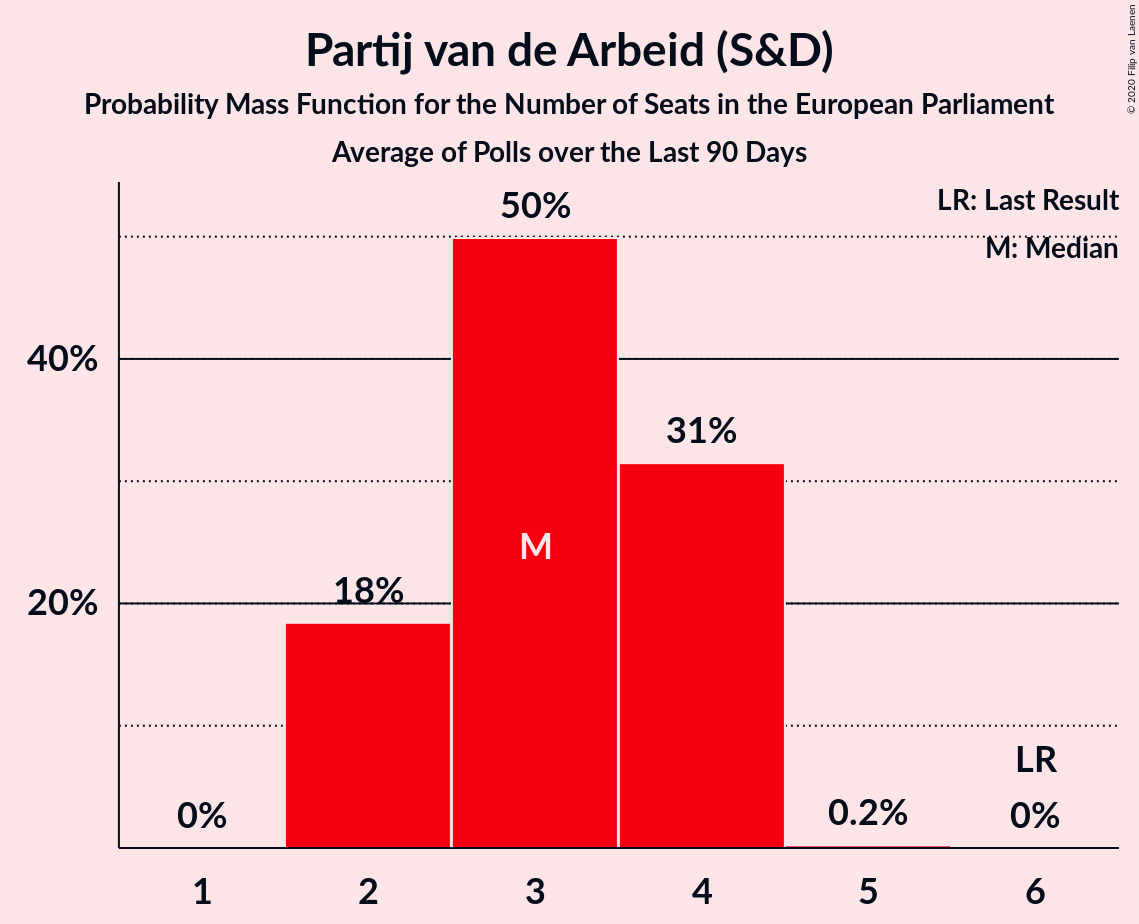 Partij van de Arbeid (S&D)
Probability Mass Function for the Number of Seats in the European Parliament
Average of Polls over the Last 90 Days
© 2020 Filip van Laenen
LR: Last Result
M: Median
50%
40%
31%
M
18%
20%
LR
0%
0.2%
0%
1 2 3 4 5 6